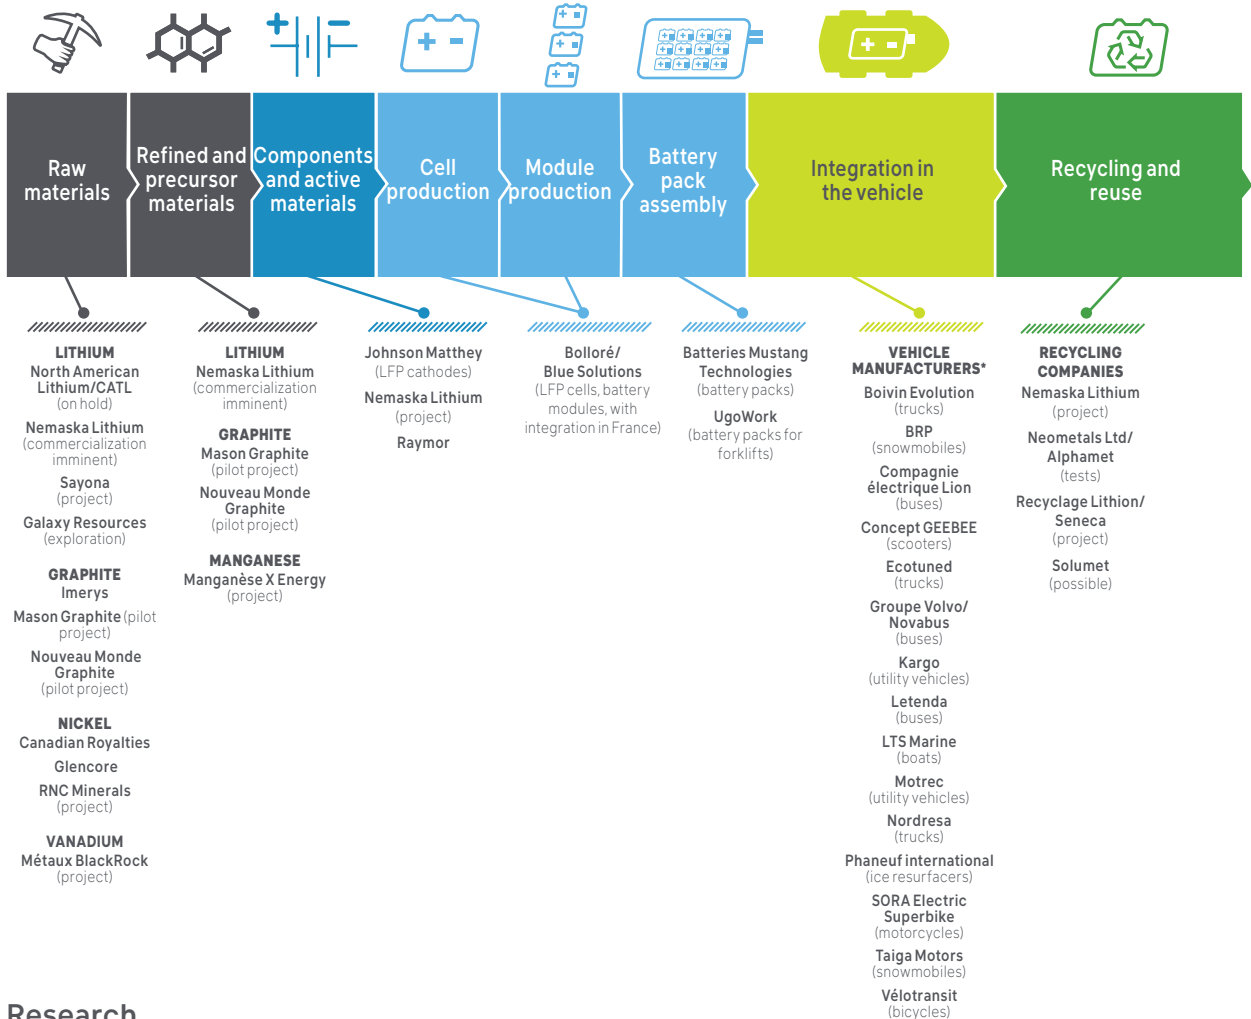 Raw
materials
Refined and
precursor
materials
Components
and active
materials
Cell
production
Module
production
Battery
pack
assembly
Integration in
the vehicle
Recycling and
reuse
LITHIUM
North American
Lithium/CATL
(on hold)
Nemaska Lithium
(commercialization
imminent)
Sayona
(project)
Galaxy Resources
(exploration)
GRAPHITE
Imerys
Mason Graphite (pilot
project)
Nouveau Monde
Graphite
(pilot project)
NICKEL
Canadian Royalties
Glencore
RNC Minerals
(project)
VANADIUM
Métaux BlackRock
(project)
LITHIUM
Nemaska Lithium
(commercialization
imminent)
GRAPHITE
Mason Graphite
(pilot project)
Nouveau Monde
Graphite
(pilot project)
MANGANESE
Manganèse X Energy
(project)
Johnson Matthey
(LFP cathodes)
Nemaska Lithium
(project)
Raymor
Bolloré/
Blue Solutions
(LFP cells, battery
modules, with
integration in France)
Batteries Mustang
Technologies
(battery packs)
UgoWork
(battery packs for
forklifts)
VEHICLE
MANUFACTURERS*
Boivin Evolution
(trucks)
BRP
(snowmobiles)
Compagnie
électrique Lion
(buses)
Concept GEEBEE
(scooters)
Ecotuned
(trucks)
Groupe Volvo/
Novabus
(buses)
Kargo
(utility vehicles)
Letenda
(buses)
LTS Marine
(boats)
Motrec
(utility vehicles)
Nordresa
(trucks)
Phaneuf international
(ice resurfacers)
SORA Electric
Superbike
(motorcycles)
Taiga Motors
(snowmobiles)
Vélotransit
(bicycles)
RECYCLING
COMPANIES
Nemaska Lithium
(project)
Neometals Ltd/
Alphamet
(tests)
Recyclage Lithion/
Seneca
(project)
Solumet
(possible)
Research